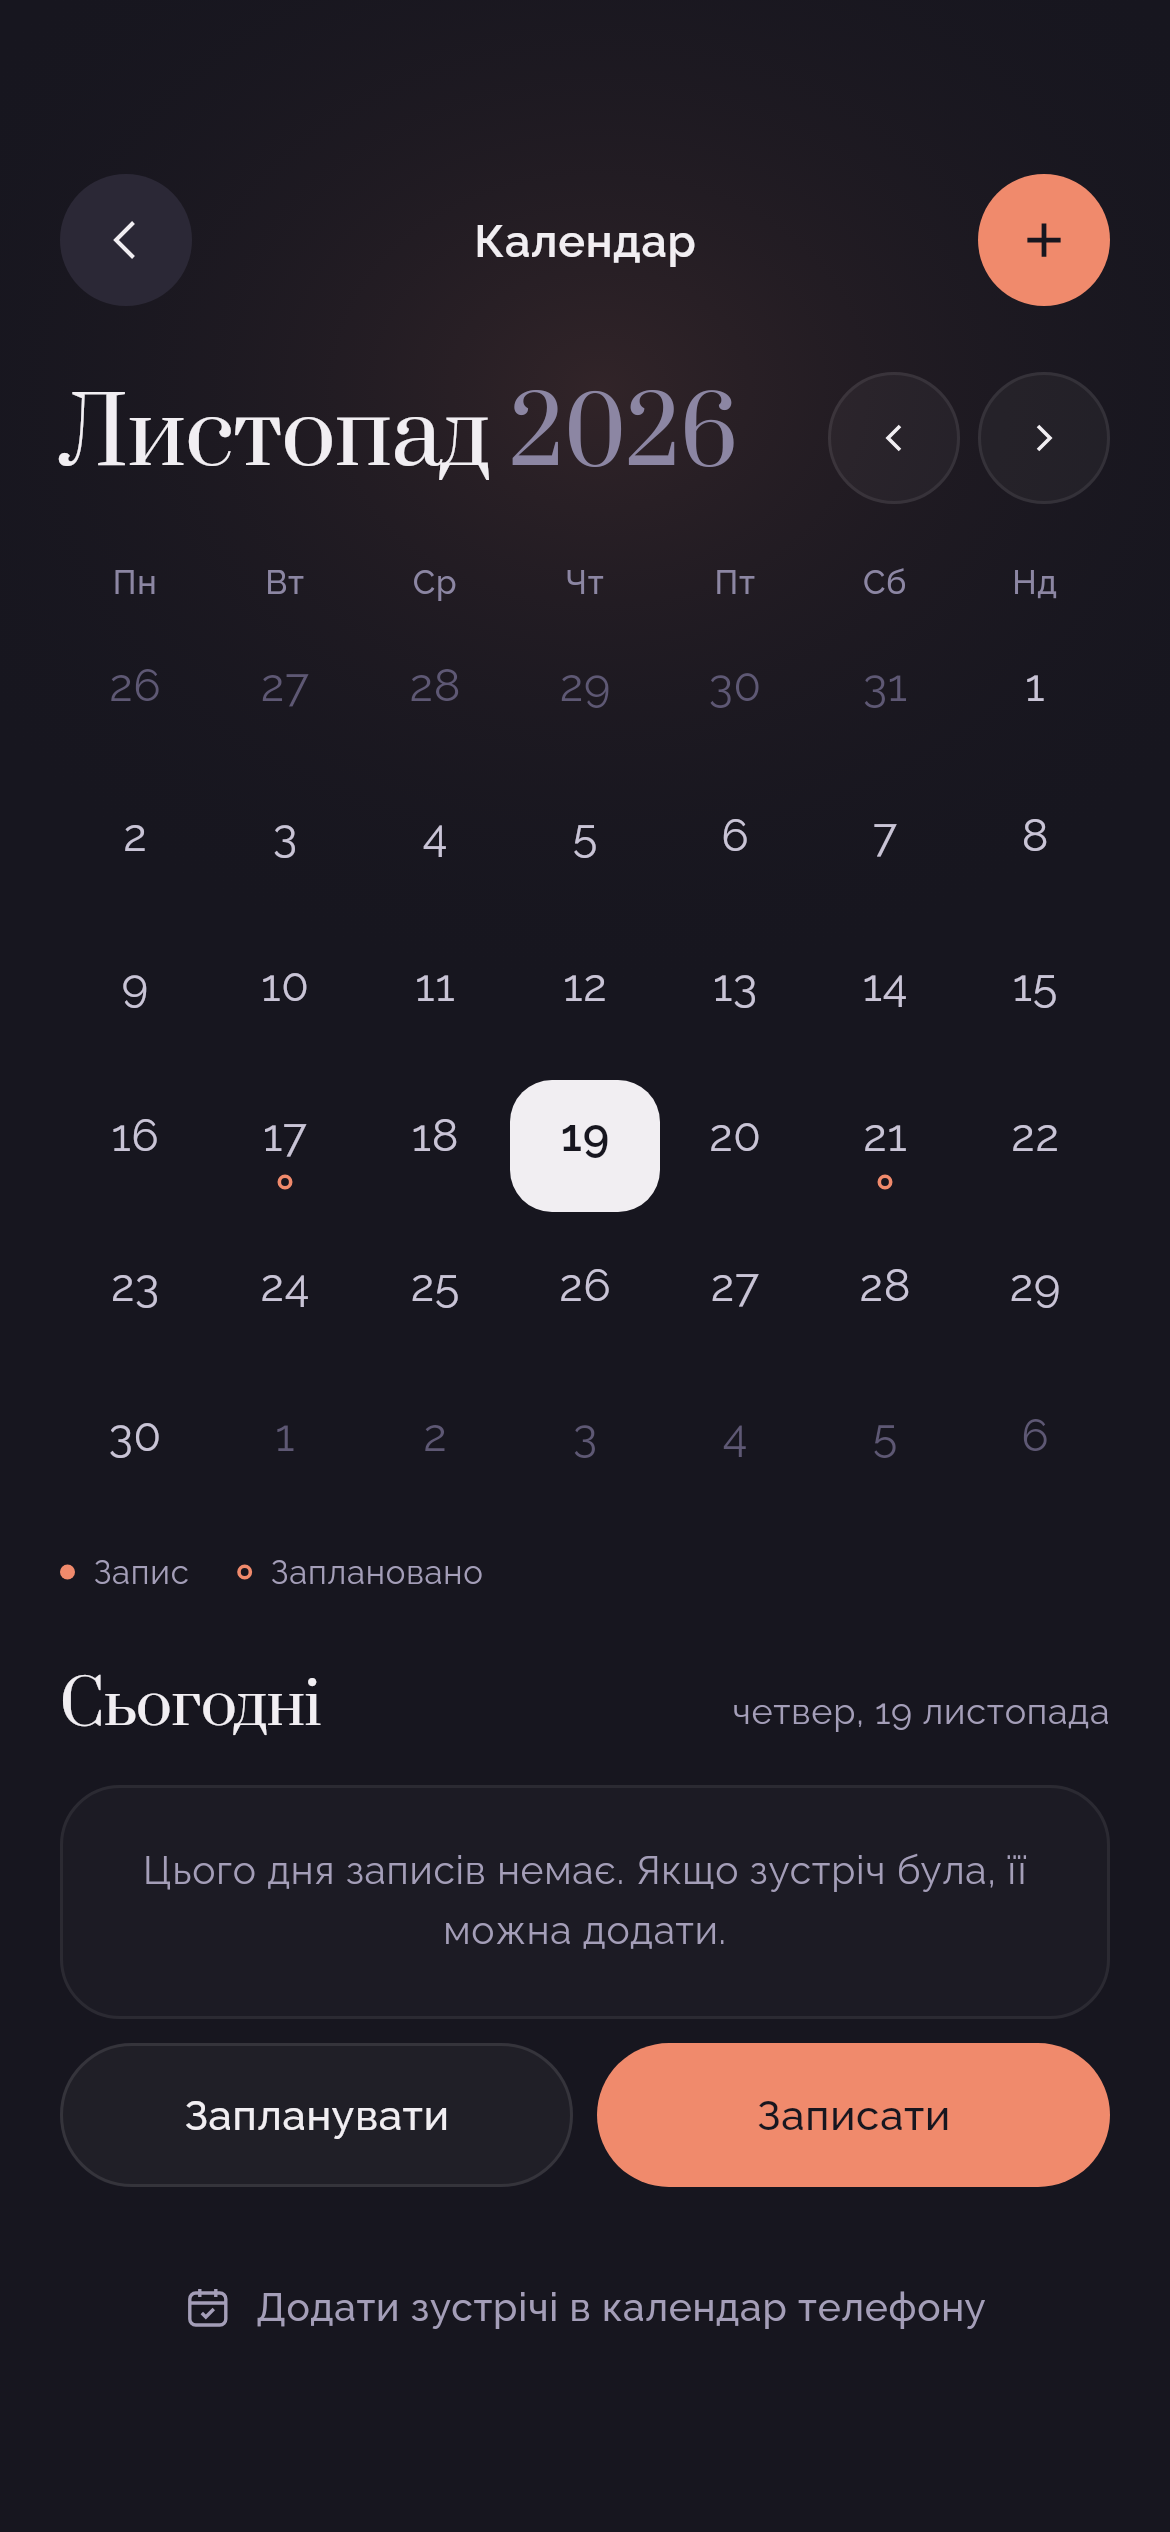 Календар
Листопад 2026
Пн Вт Ср Чт Пт Сб Нд
26 27 28 29 30 31 1
2 3 4 5 6 7 8
9 10 11 12 13 14 15
16 17 18 19 20 21 22
23 24 25 26 27 28 29
30 1 2 3 4 5 6
Запис Заплановано
Сьогодні четвер, 19 листопада
Цього дня записів немає. Якщо зустріч була, її
можна додати.
Запланувати Записати
Додати зустрічі в календар телефону